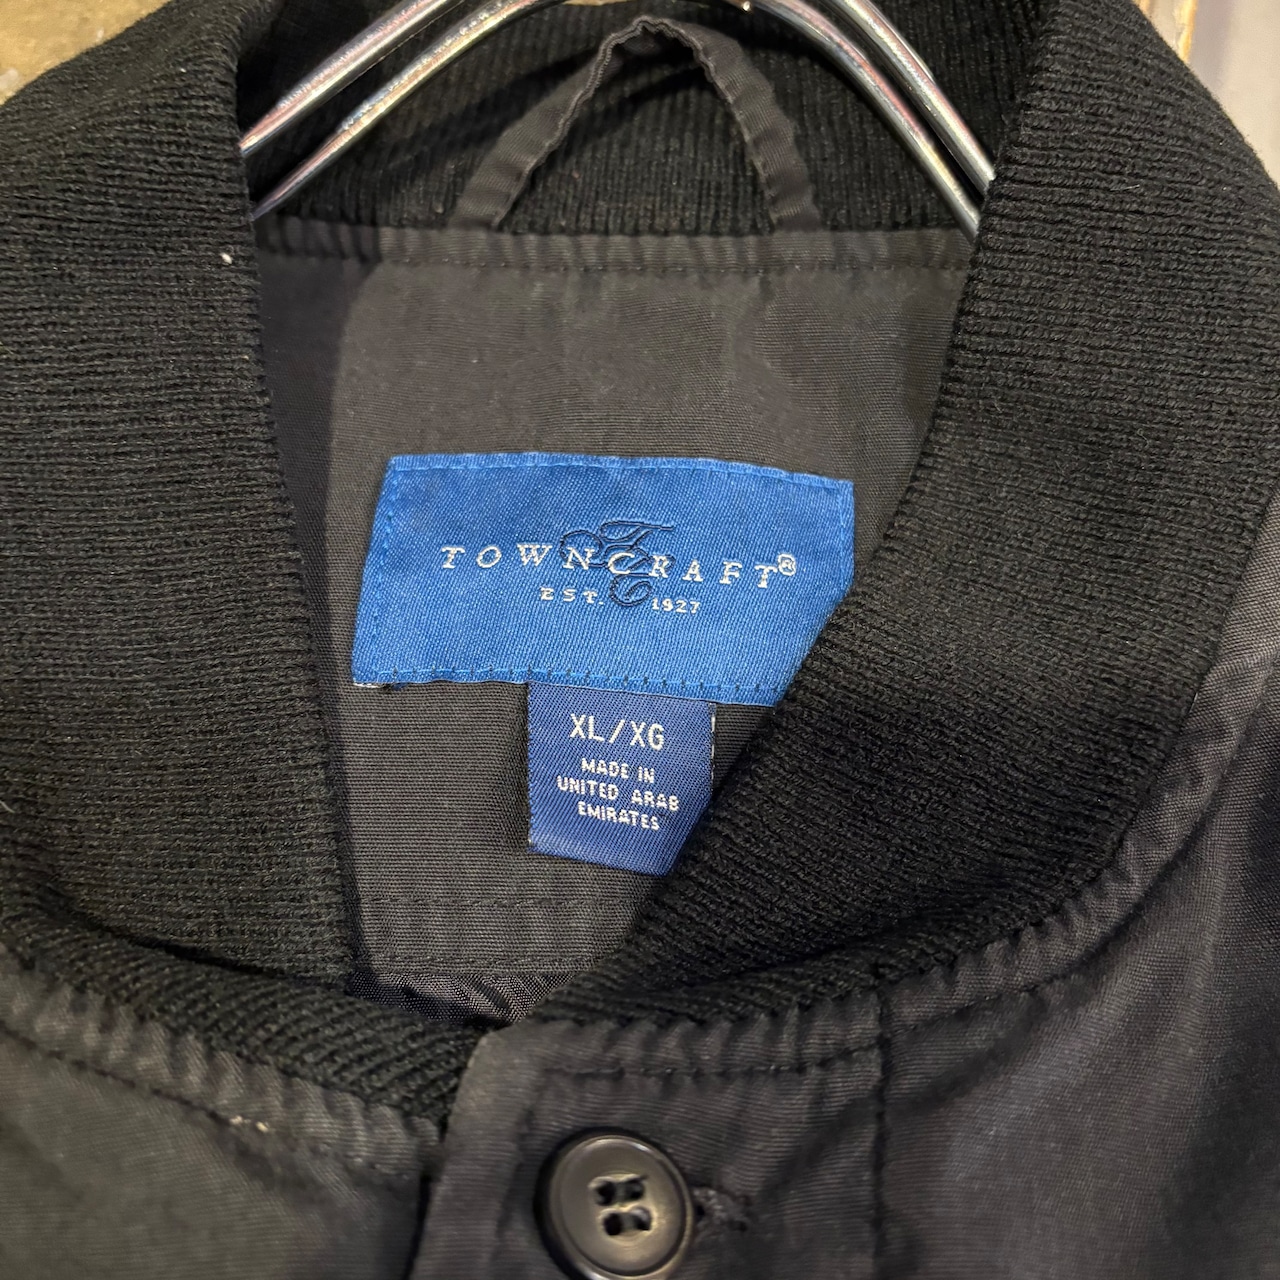 TOWNCRAFT®
EST. 1927
XL/XG
MADE IN
UNITED ARAB
EMIRATES